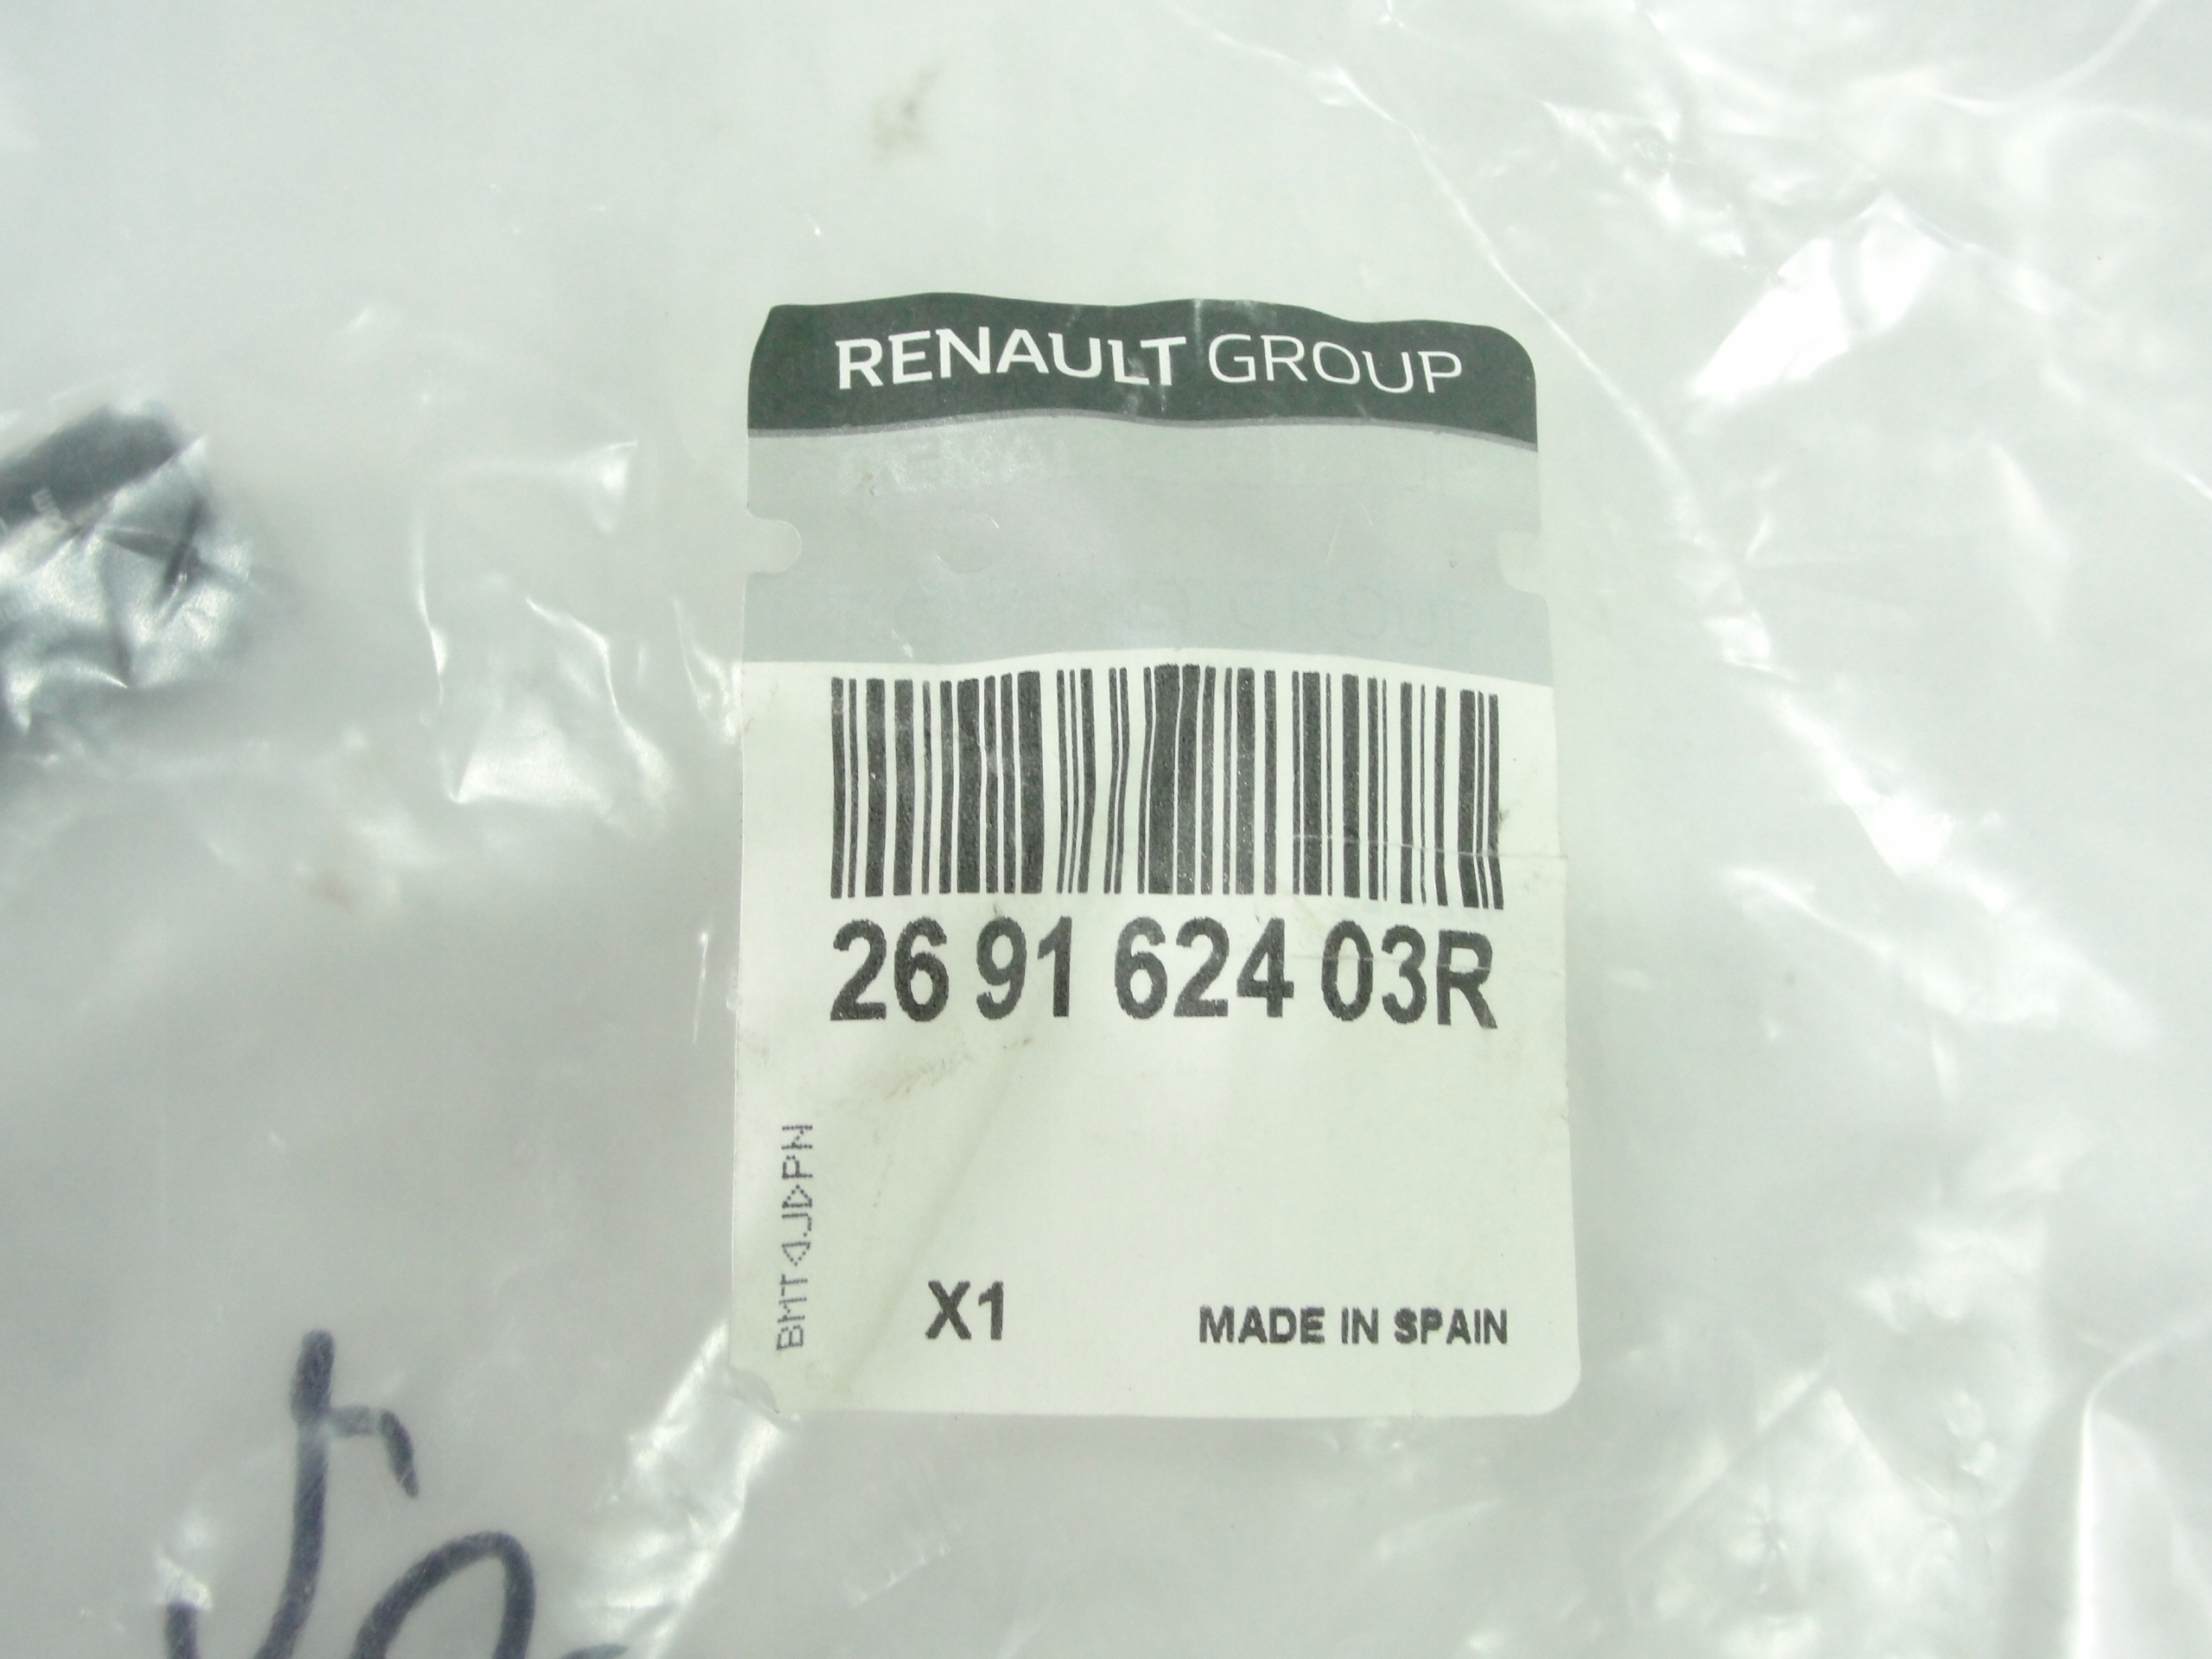 RENAULT GROUP
26 91 624 03R
X1
MADE IN SPAIN